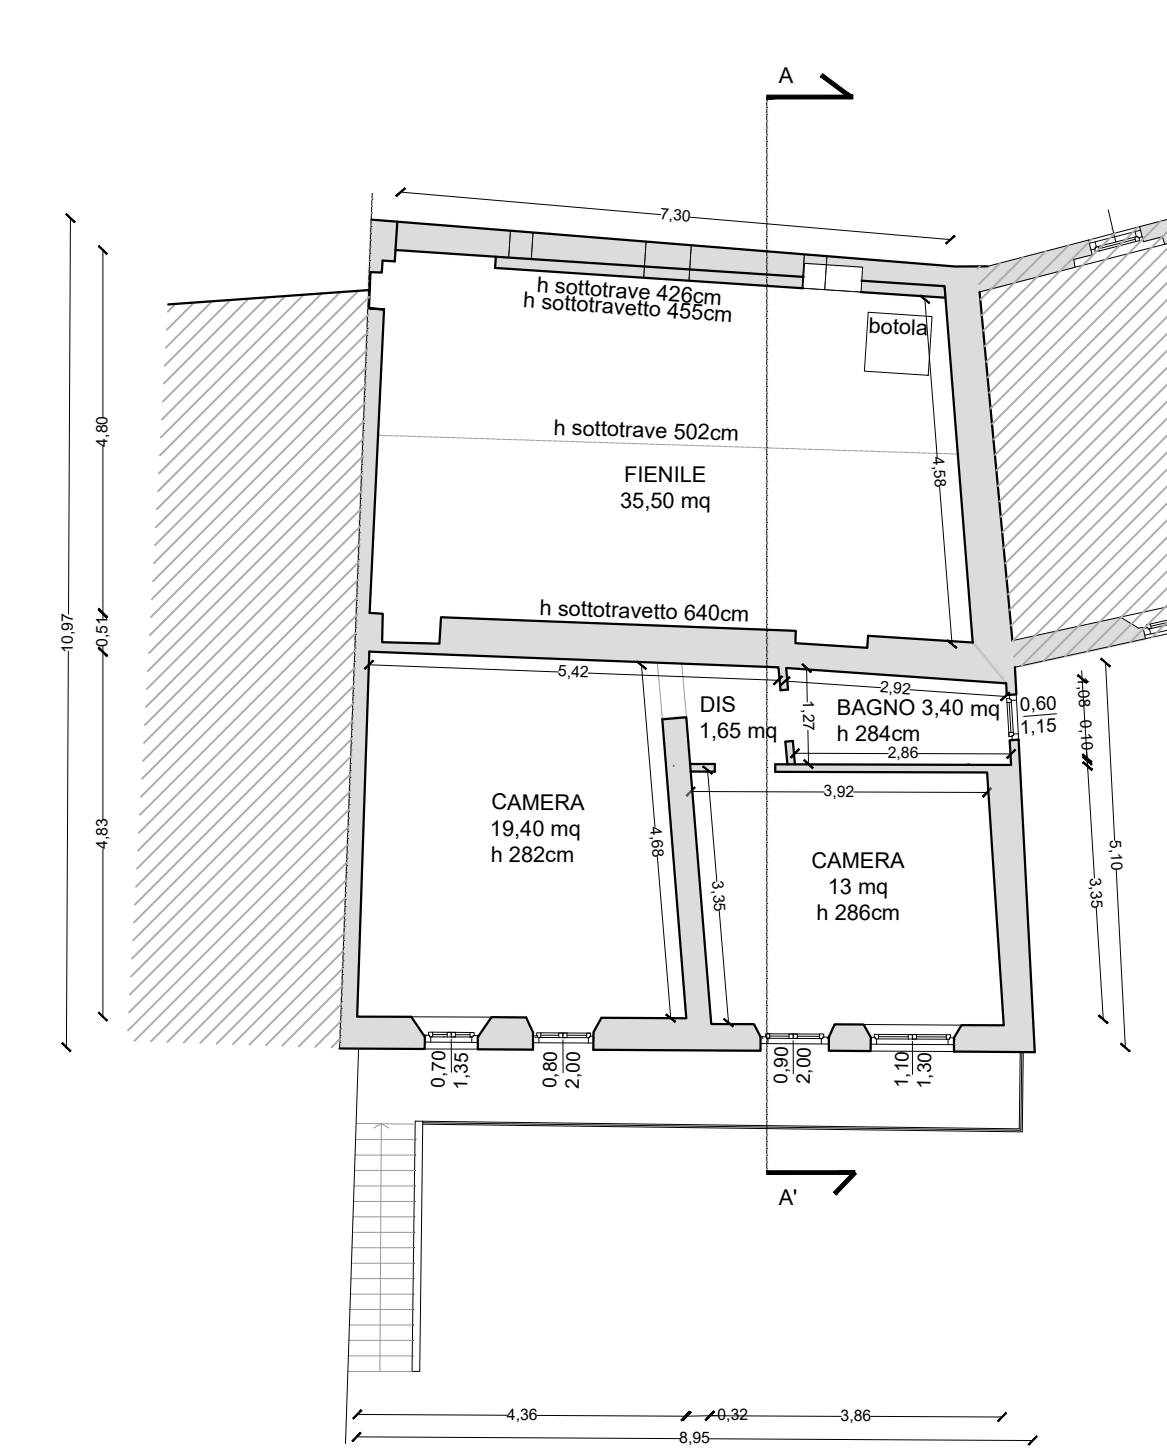 A
7,30
h sottotrave 426cm
h sottotravetto 455cm
botola
4,80
h sottotrave 502cm
4,58
FIENILE
35,50 mq
h sottotravetto 640cm
10,97
0,51
5,42
2,92
DIS
1,65 mq
1,27
BAGNO 3,40 mq
h 284cm
2,86
0,60
1,15
1,08
0,10
3,92
CAMERA
19,40 mq
h 282cm
4,83
4,68
3,35
CAMERA
13 mq
h 286cm
5,10
3,35
0,70
1,35
0,80
2,00
0,90
2,00
1,10
1,30
A'
4,36
0,32
3,86
8,95